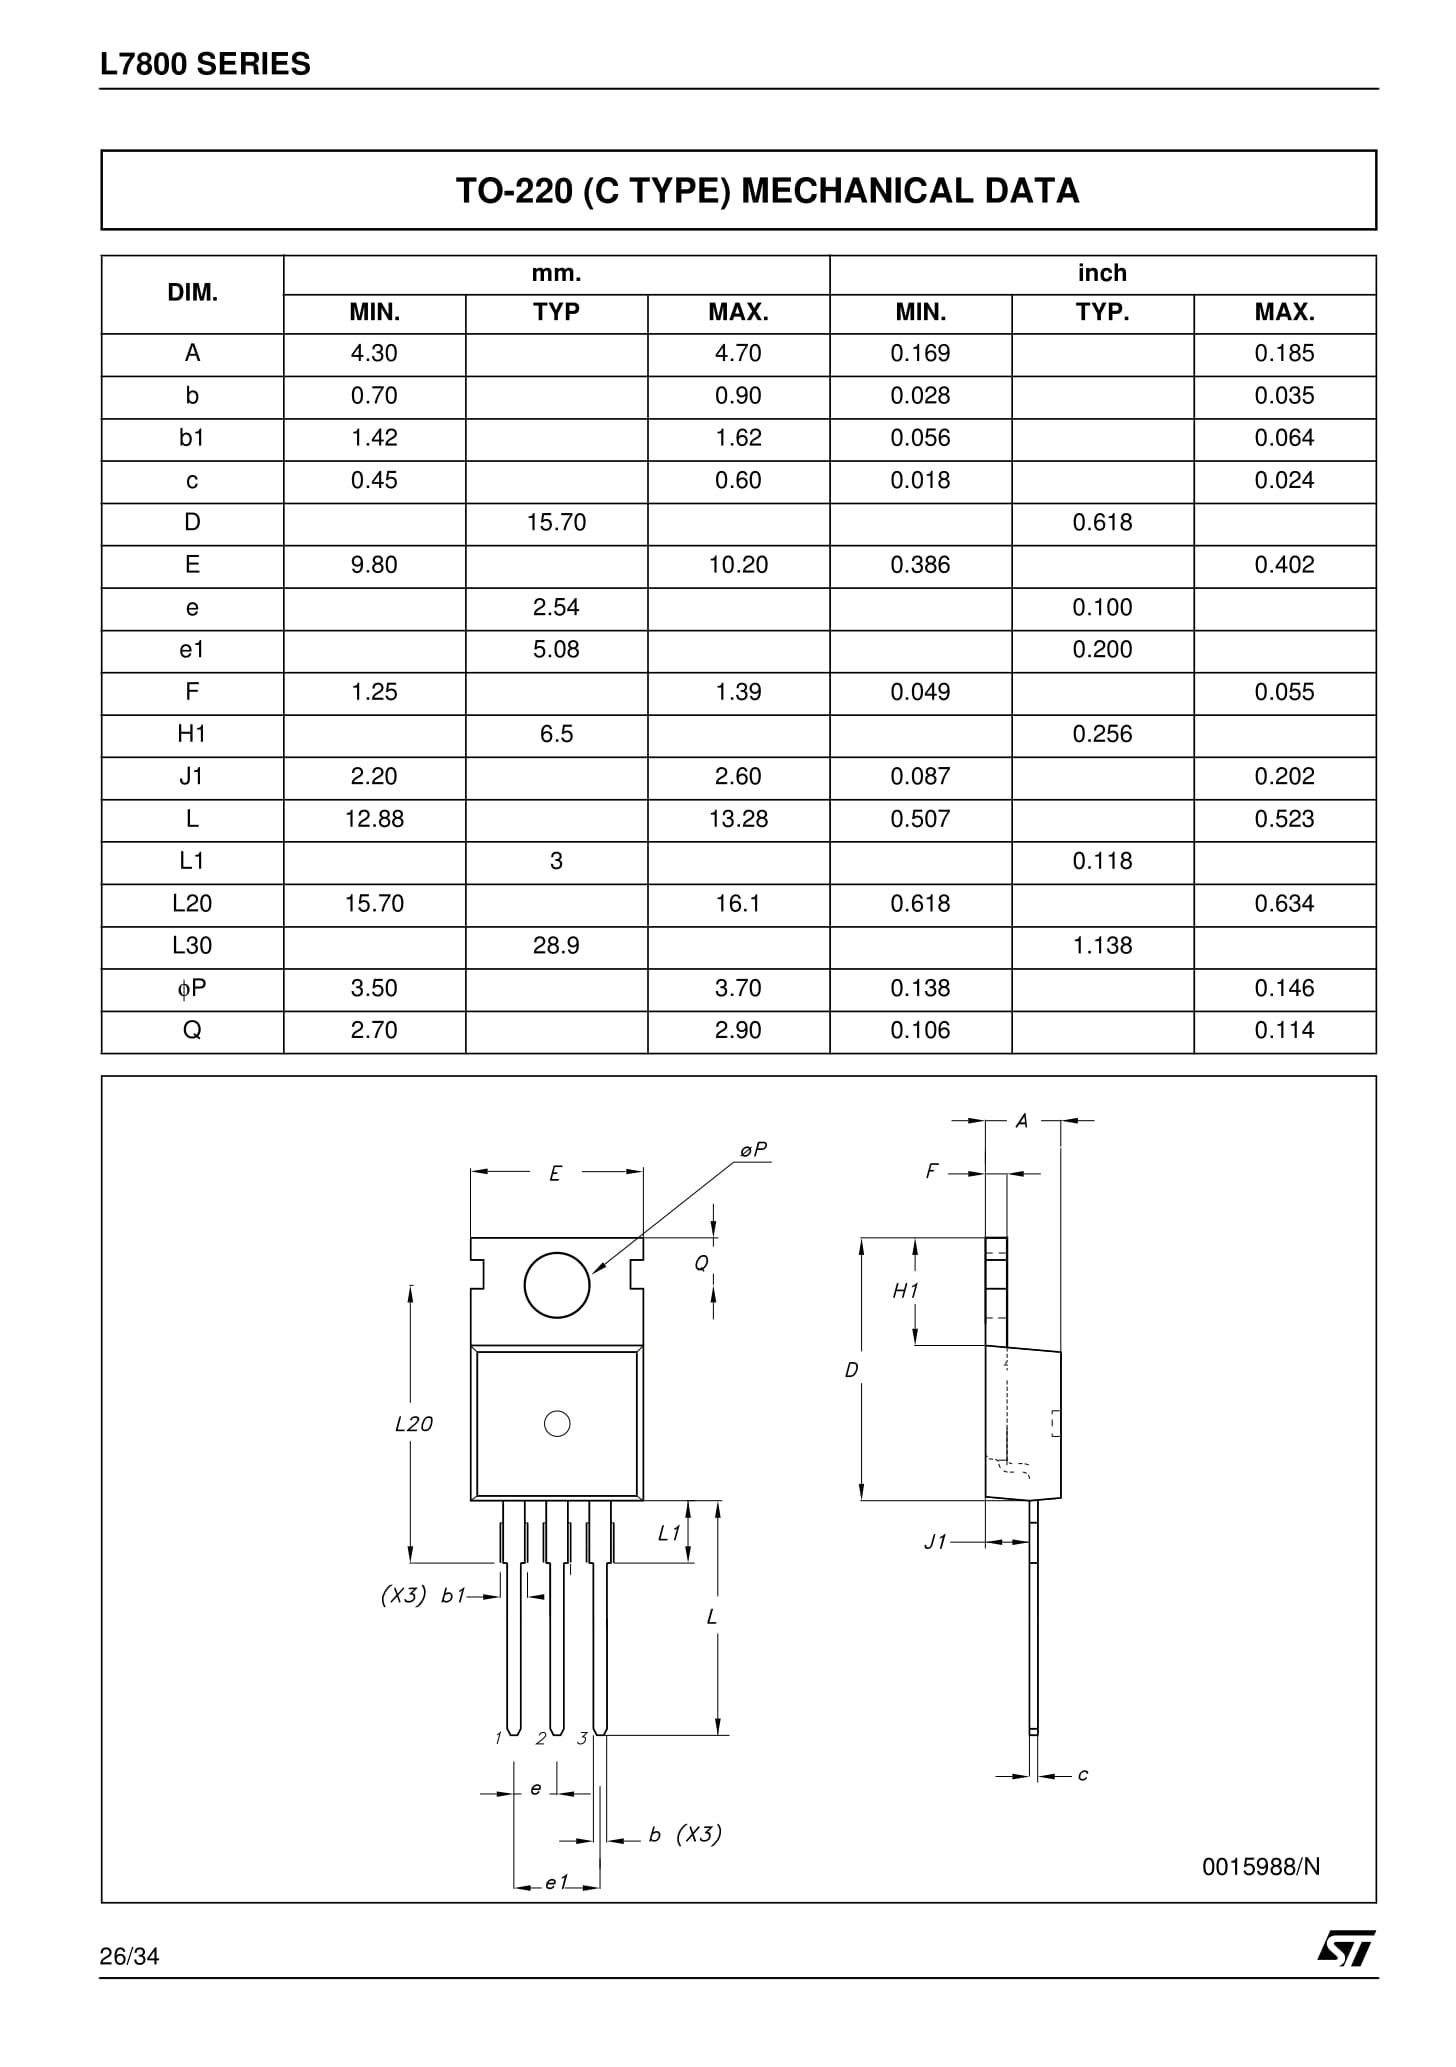 L7800 SERIES
TO-220 (C TYPE) MECHANICAL DATA
DIM. mm. inch
MIN. TYP MAX. MIN. TYP. MAX.
A 4.30 4.70 0.169 0.185
b 0.70 0.90 0.028 0.035
b1 1.42 1.62 0.056 0.064
c 0.45 0.60 0.018 0.024
D 15.70 0.618
E 9.80 10.20 0.386 0.402
e 2.54 0.100
e1 5.08 0.200
F 1.25 1.39 0.049 0.055
H1 6.5 0.256
J1 2.20 2.60 0.087 0.202
L 12.88 13.28 0.507 0.523
L1 3 0.118
L20 15.70 16.1 0.618 0.634
L30 28.9 1.138
ϕP 3.50 3.70 0.138 0.146
Q 2.70 2.90 0.106 0.114
A
øP
E F
Q
H1
D
L20
L1
J1
(X3) b1
L
1 2 3
e c
b (X3)
e1
0015988/N
26/34
ST